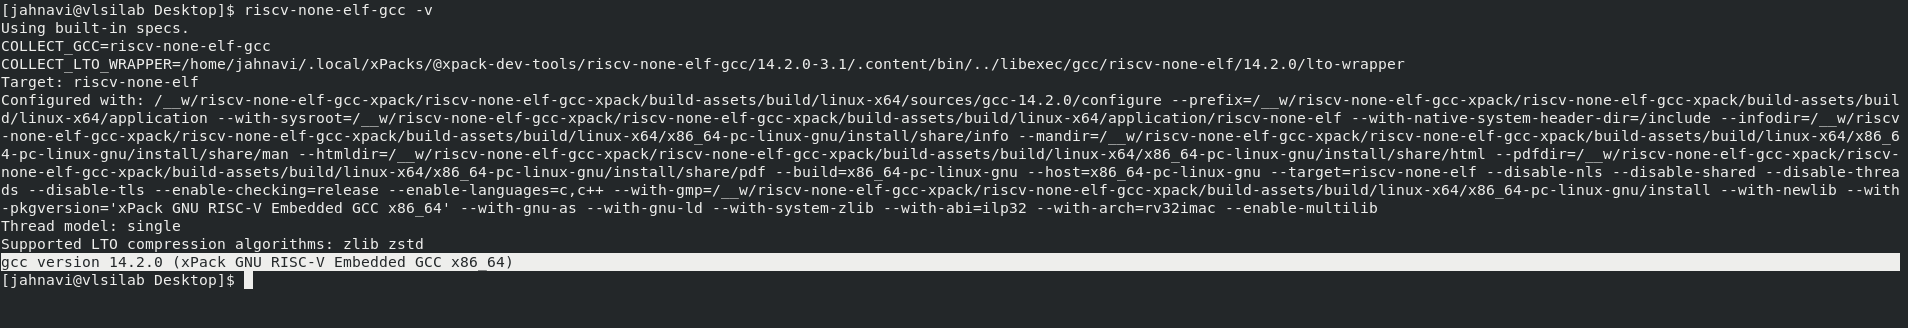 [jahnavi@vlsilab Desktop]$ riscv-none-elf-gcc -v
Using built-in specs.
COLLECT_GCC=riscv-none-elf-gcc
COLLECT_LTO_WRAPPER=/home/jahnavi/.local/xPacks/@xpack-dev-tools/riscv-none-elf-gcc/14.2.0-3.1/.content/bin/../libexec/gcc/riscv-none-elf/14.2.0/lto-wrapper
Target: riscv-none-elf
Configured with: /__w/riscv-none-elf-gcc-xpack/riscv-none-elf-gcc-xpack/build-assets/build/linux-x64/sources/gcc-14.2.0/configure --prefix=/__w/riscv-none-elf-gcc-xpack/riscv-none-elf-gcc-xpack/build-assets/buil
d/linux-x64/application --with-sysroot=/__w/riscv-none-elf-gcc-xpack/riscv-none-elf-gcc-xpack/build-assets/build/linux-x64/application/riscv-none-elf --with-native-system-header-dir=/include --infodir=/__w/riscv
-none-elf-gcc-xpack/riscv-none-elf-gcc-xpack/build-assets/build/linux-x64/x86_64-pc-linux-gnu/install/share/info --mandir=/__w/riscv-none-elf-gcc-xpack/riscv-none-elf-gcc-xpack/build-assets/build/linux-x64/x86_6
4-pc-linux-gnu/install/share/man --htmldir=/__w/riscv-none-elf-gcc-xpack/riscv-none-elf-gcc-xpack/build-assets/build/linux-x64/x86_64-pc-linux-gnu/install/share/html --pdfdir=/__w/riscv-none-elf-gcc-xpack/riscv-
none-elf-gcc-xpack/build-assets/build/linux-x64/x86_64-pc-linux-gnu/install/share/pdf --build=x86_64-pc-linux-gnu --host=x86_64-pc-linux-gnu --target=riscv-none-elf --disable-nls --disable-shared --disable-threa
ds --disable-tls --enable-checking=release --enable-languages=c,c++ --with-gmp=/__w/riscv-none-elf-gcc-xpack/riscv-none-elf-gcc-xpack/build-assets/build/linux-x64/x86_64-pc-linux-gnu/install --with-newlib --with
-pkgversion='xPack GNU RISC-V Embedded GCC x86_64' --with-gnu-as --with-gnu-ld --with-system-zlib --with-abi=ilp32 --with-arch=rv32imac --enable-multilib
Thread model: single
Supported LTO compression algorithms: zlib zstd
gcc version 14.2.0 (xPack GNU RISC-V Embedded GCC x86_64)
[jahnavi@vlsilab Desktop]$